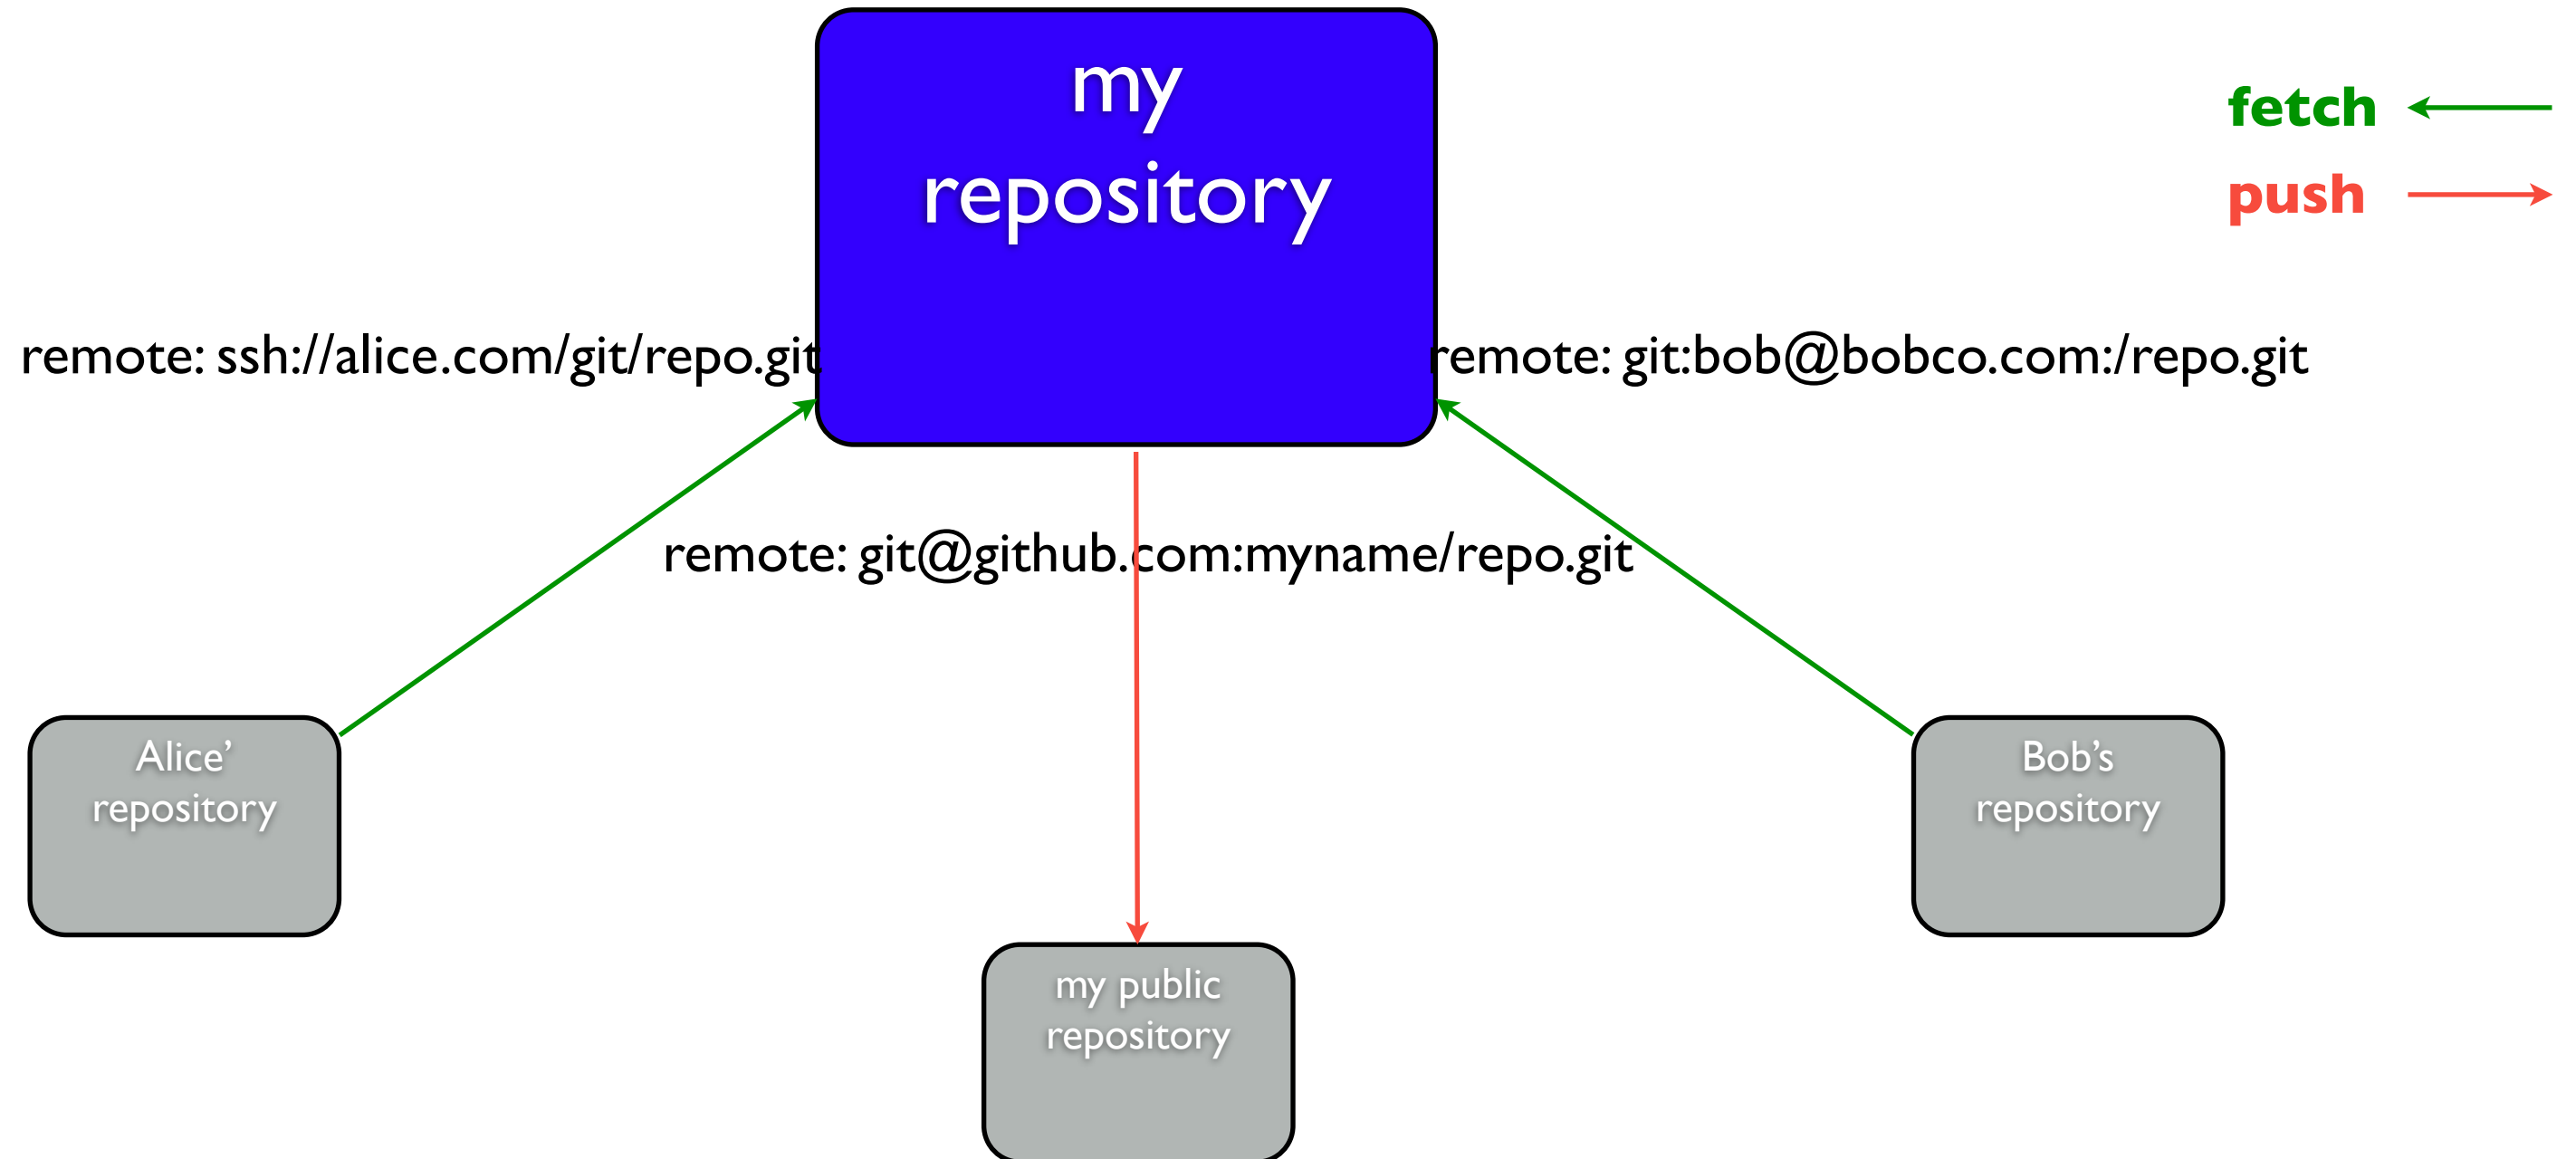 my
repository
fetch
push
remote: ssh://alice.com/git/repo.git
remote: git:bob@bobco.com:/repo.git
remote: git@github.com:myname/repo.git
Alice’
repository
Bob’s
repository
my public
repository